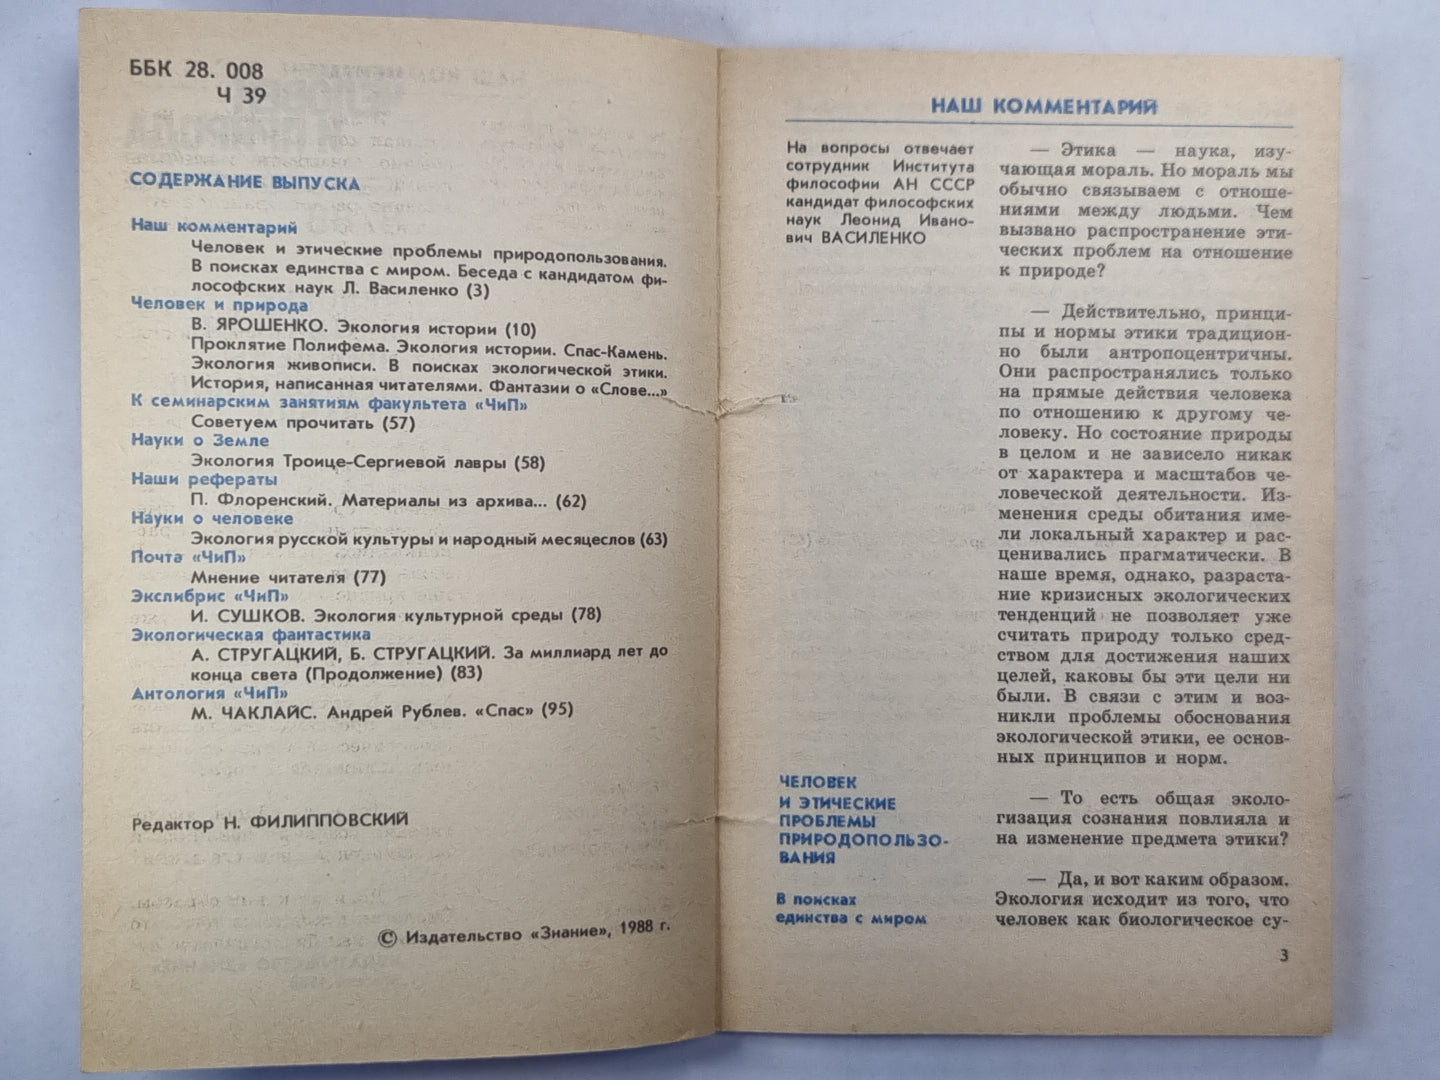 ББК 28. 008
Ч 39
СОДЕРЖАНИЕ ВЫПУСКА
Наш комментарий
Человек и этические проблемы природопользования.
В поисках единства с миром. Беседа с кандидатом фи-
лософских наук Л. Василенко (3)
Человек и природа
В. ЯРОШЕНКО. Экология истории (10)
Проклятие Полифема. Экология истории. Спас-Камень.
Экология живописи. В поисках экологической этики.
История, написанная читателями. Фантазии о «Слове...»
К семинарским занятиям факультета «ЧиП»
Советуем прочитать (57)
Науки о Земле
Экология Троице-Сергиевой лавры (58)
Наши рефераты
П. Флоренский. Материалы из архива... (62)
Науки о человеке
Экология русской культуры и народный месяцеслов (63)
Почта «ЧиП»
Мнение читателя (77)
Экслибрис «ЧиП»
И. СУШКОВ. Экология культурной среды (78)
Экологическая фантастика
А. СТРУГАЦКИЙ, Б. СТРУГАЦКИЙ. За миллиард лет до
конца света (Продолжение) (83)
Антология «ЧиП»
М. ЧАКЛАЙС. Андрей Рублев. «Спас» (95)
Редактор Н. ФИЛИППОВСКИЙ
© Издательство «Знание», 1988 г.
НАШ КОММЕНТАРИЙ
На вопросы отвечает
сотрудник Института
философии АН СССР
кандидат философских
наук Леонид Ивано-
вич ВАСИЛЕНКО
ЧЕЛОВЕК
И ЭТИЧЕСКИЕ
ПРОБЛЕМЫ
ПРИРОДОПОЛЬЗО-
ВАНИЯ
В поисках
единства с миром
— Этика — наука, изу-
чающая мораль. Но мораль мы
обычно связываем с отноше-
ниями между людьми. Чем
вызвано распространение эти-
ческих проблем на отношение
к природе?
— Действительно, принци-
пы и нормы этики традицион-
но были антропоцентричны.
Они распространялись только
на прямые действия человека
по отношению к другому че-
ловеку. Но состояние природы
в целом и не зависело никак
от характера и масштабов че-
ловеческой деятельности. Из-
менения среды обитания име-
ли локальный характер и рас-
ценивались прагматически. В
наше время, однако, разраста-
ние кризисных экологических
тенденций не позволяет уже
считать природу только сред-
ством для достижения наших
целей, каковы бы эти цели ни
были. В связи с этим и воз-
никли проблемы обоснования
экологической этики, ее основ-
ных принципов и норм.
— То есть общая эколо-
гизация сознания повлияла и
на изменение предмета этики?
— Да, и вот каким образом.
Экология исходит из того, что
человек как биологическое су-
3